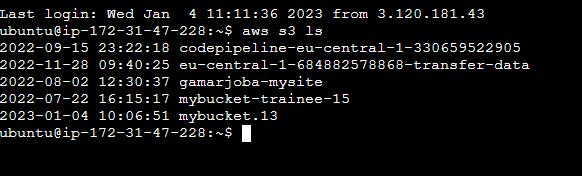 Last login: Wed Jan  4 11:11:36 2023 from 3.120.181.43
ubuntu@ip-172-31-47-228:~$ aws s3 ls
2022-09-15 23:22:18 codepipeline-eu-central-1-330659522905
2022-11-28 09:40:25 eu-central-1-684882578868-transfer-data
2022-08-02 12:30:37 gamarjoba-mysite
2022-07-22 16:15:17 mybucket-trainee-15
2023-01-04 10:06:51 mybucket.13
ubuntu@ip-172-31-47-228:~$